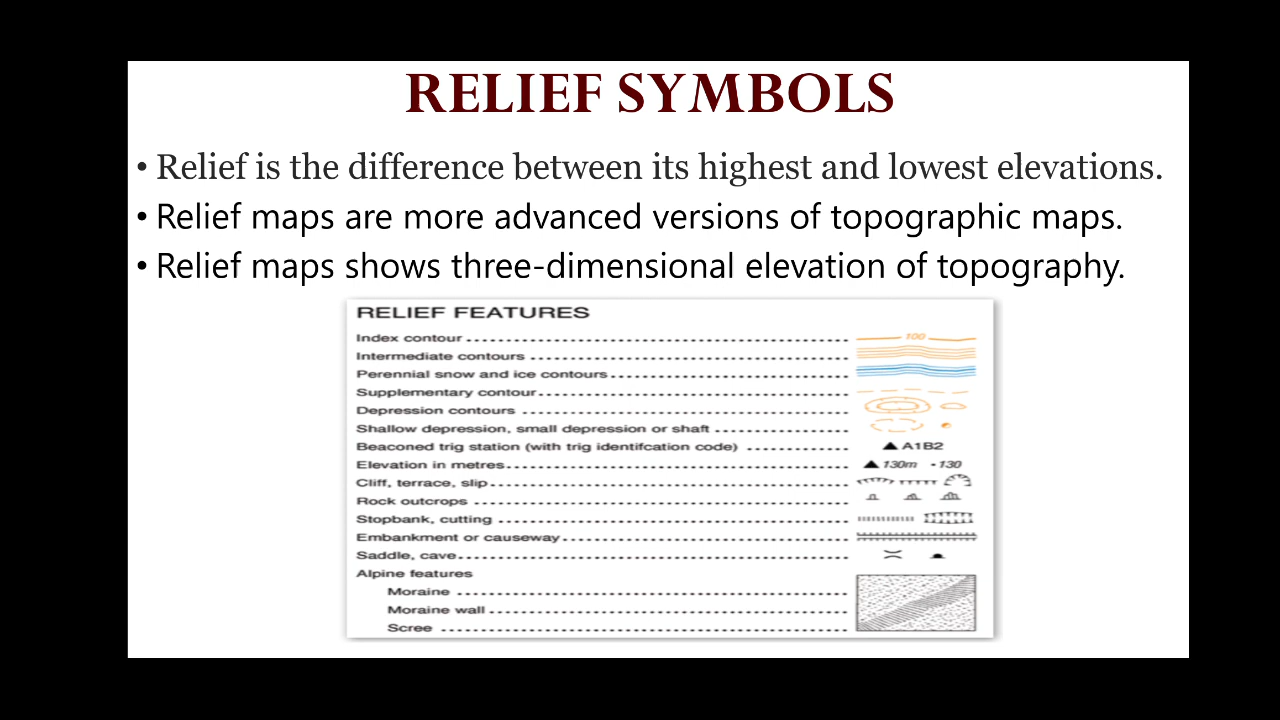 RELIEF SYMBOLS
• Relief is the difference between its highest and lowest elevations.
• Relief maps are more advanced versions of topographic maps.
• Relief maps shows three-dimensional elevation of topography.
RELIEF FEATURES
Index contour 100
Intermediate contours
Perennial snow and ice contours
Supplementary contour
Depression contours
Shallow depression, small depression or shaft
Beaconed trig station (with trig identifcation code) A1B2
Elevation in metres 130m •130
Cliff, terrace, slip
Rock outcrops
Stopbank, cutting
Embankment or causeway
Saddle, cave
Alpine features
Moraine
Moraine wall
Scree